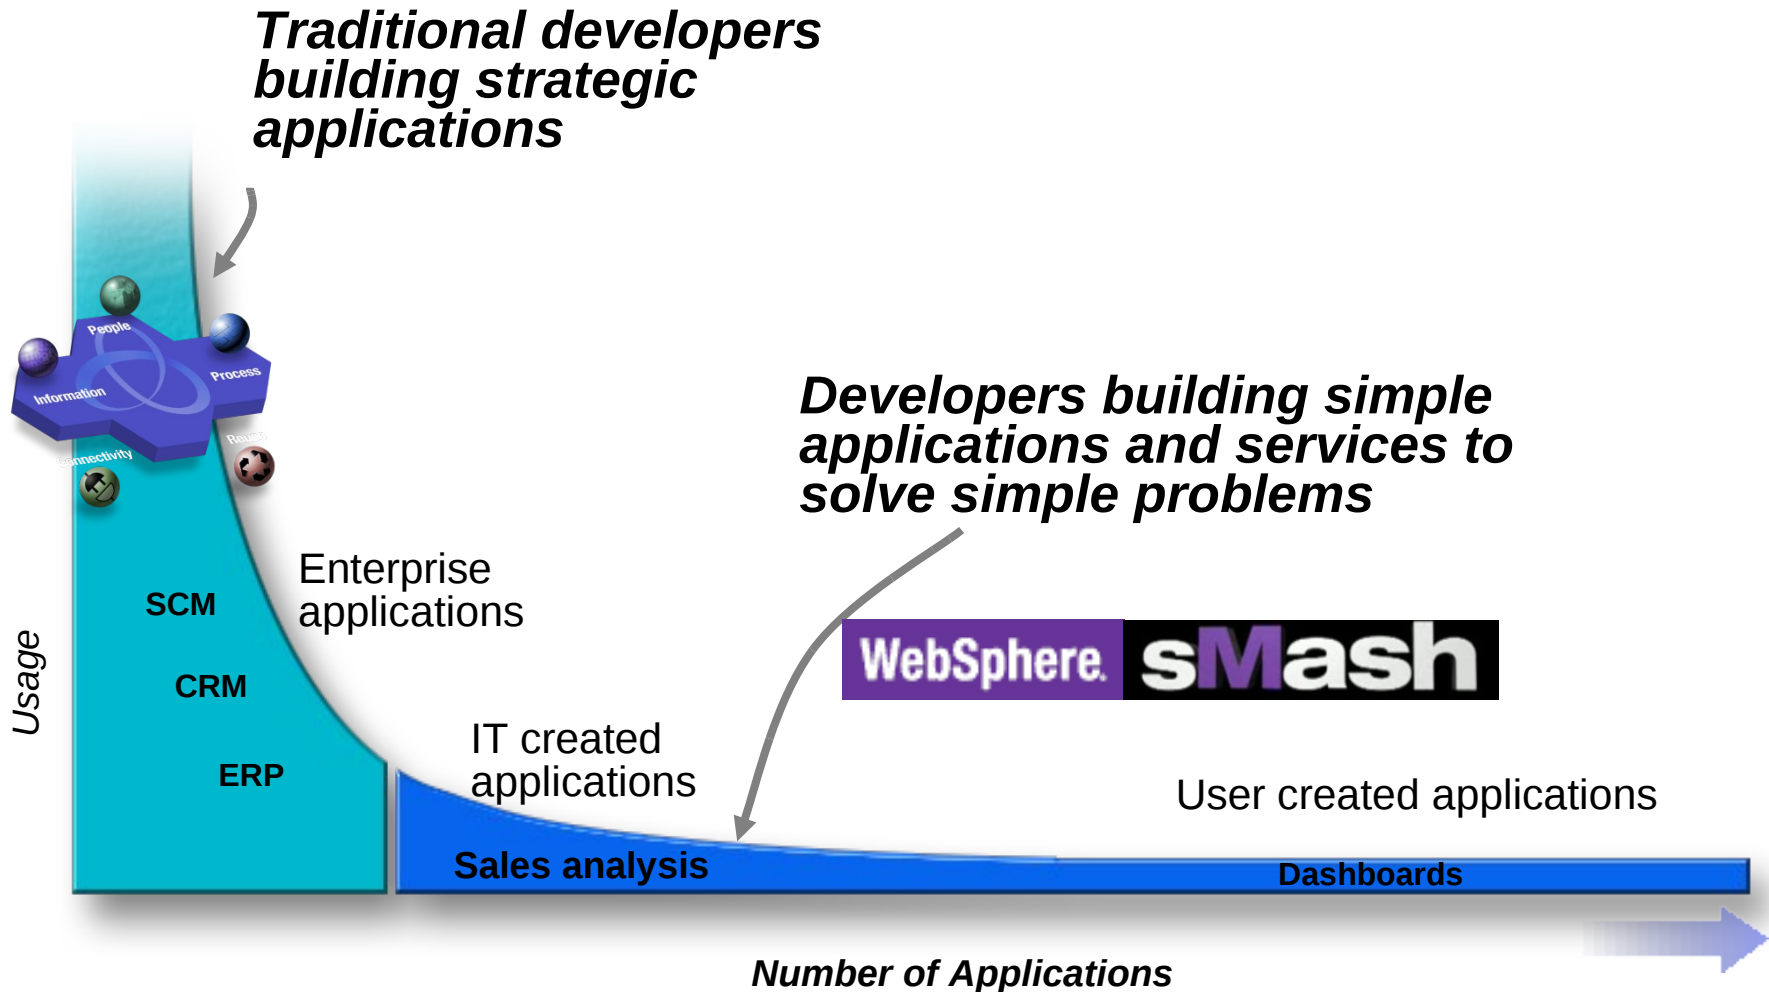 Traditional developers
building strategic
applications
People
Process
Information
Reuse
Connectivity
Developers building simple
applications and services to
solve simple problems
Enterprise
applications
SCM
WebSphere.
sMash
CRM
Usage
IT created
applications
ERP
User created applications
Sales analysis
Dashboards
Number of Applications